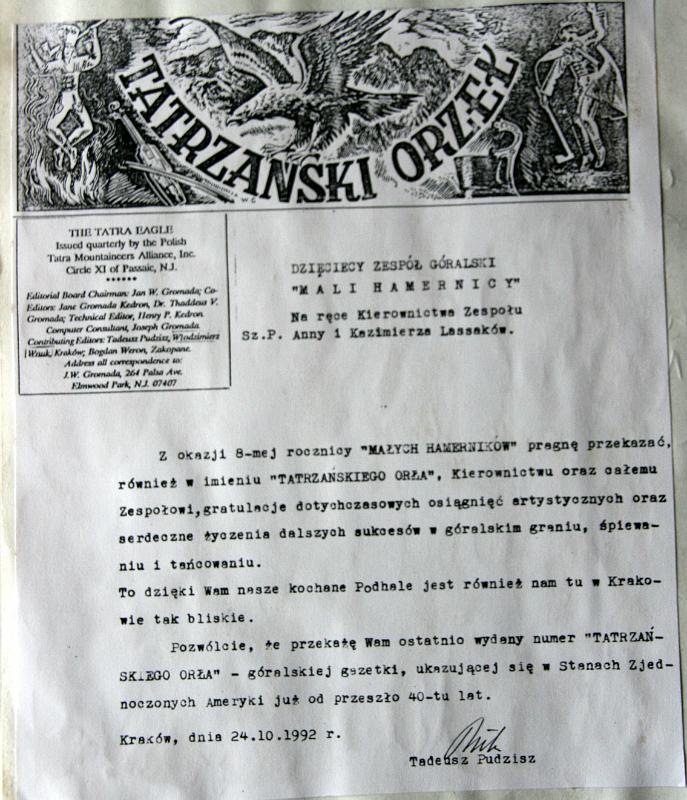 TATRZAŃSKI ORZEŁ
THE TATRA EAGLE
Issued quarterly by the Polish
Tatra Mountaineers Alliance, Inc.
Circle XI of Passaic, N.J.
******
Editorial Board Chairman: Jan W. Gromada; Co-
Editors: Jane Gromada Kedron, Dr. Thaddeus V.
Gromada; Technical Editor, Henry P. Kedron
Computer Consultant, Joseph Gromada.
Contributing Editors: Tadeusz Pudzisz, Włodzimierz
Wnuk, Kraków; Bogdan Weron, Zakopane.
Address all correspondence to:
J.W. Gromada, 264 Palsa Ave.
Elmwood Park, N.J. 07407
DZIĘCIECY ZESPÓŁ GÓRALSKI
"MALI HAMERNICY"
Na ręce Kierownictwa Zespołu
Sz.P. Anny i Kazimierza Lassaków.
Z okazji 8-mej rocznicy "MAŁYCH HAMERNIKÓW" pragnę przekazać,
również w imieniu "TATRZAŃSKIEGO ORŁA", Kierownictwu oraz całemu
Zespołowi,gratulacje dotychczasowych osiągnięć artystycznych oraz
serdeczne życzenia dalszych sukcesów w góralskim graniu, śpiewa-
niu i tańcowaniu.
To dzięki Wam nasze kochane Podhale jest również nam tu w Krako-
wie tak bliskie.
Pozwólcie, że przekażę Wam ostatnio wydany numer "TATRZAŃ-
SKIEGO ORŁA" - góralskiej gazetki, ukazującej się w Stanach Zjed-
noczonych Ameryki już od przeszło 40-tu lat.
Kraków, dnia 24.10.1992 r.
Tadeusz Pudzisz